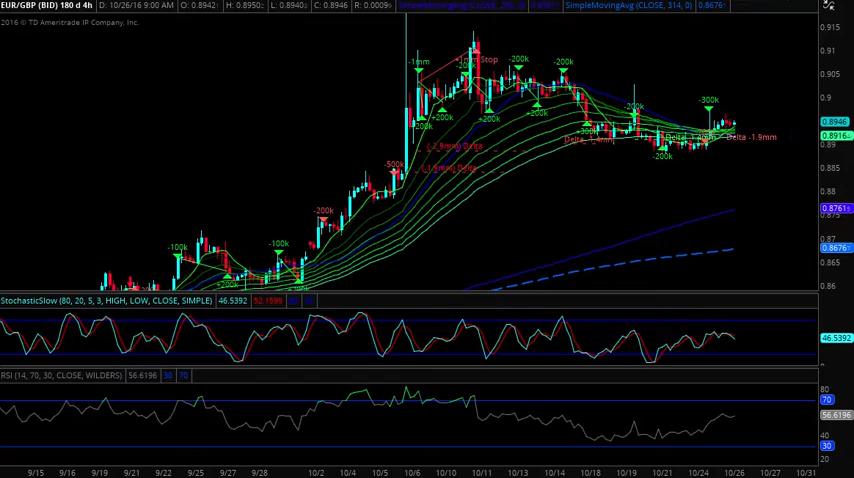 EUR/GBP (BID) 180 d 4h D: 10/26/16 9:00 AM O: 0.8942 H: 0.8950 L: 0.8940 C: 0.8946 R: 0.0009 SimpleMovingAvg (CLOSE, 314, 0) 0.8676
2016 © TD Ameritrade IP Company, Inc.
0.915
-1mm
+1mm Stop
-200k
-200k
-200k
0.91
0.905
0.9
-300k
-200k
+200k
+200k
+200k
+200k
0.8946
0.8916
+300k
Delta -1.9mm
0.89
(-2.9mm) Delta
-200k
0.885
-500k
0.88
0.8761
0.875
-200k
0.87
0.8676
-100k
-100k
0.865
+200k
+200k
0.86
StochasticSlow (80, 20, 5, 3, HIGH, LOW, CLOSE, SIMPLE) 46.5392 52.1599
46.5392
RSI (14, 70, 30, CLOSE, WILDERS) 56.6196 30 70
80
70
56.6196
40
30
20
9/15 9/16 9/19 9/21 9/22 9/25 9/27 9/28 10/2 10/4 10/5 10/6 10/10 10/11 10/13 10/14 10/18 10/19 10/21 10/24 10/26 10/27 10/31